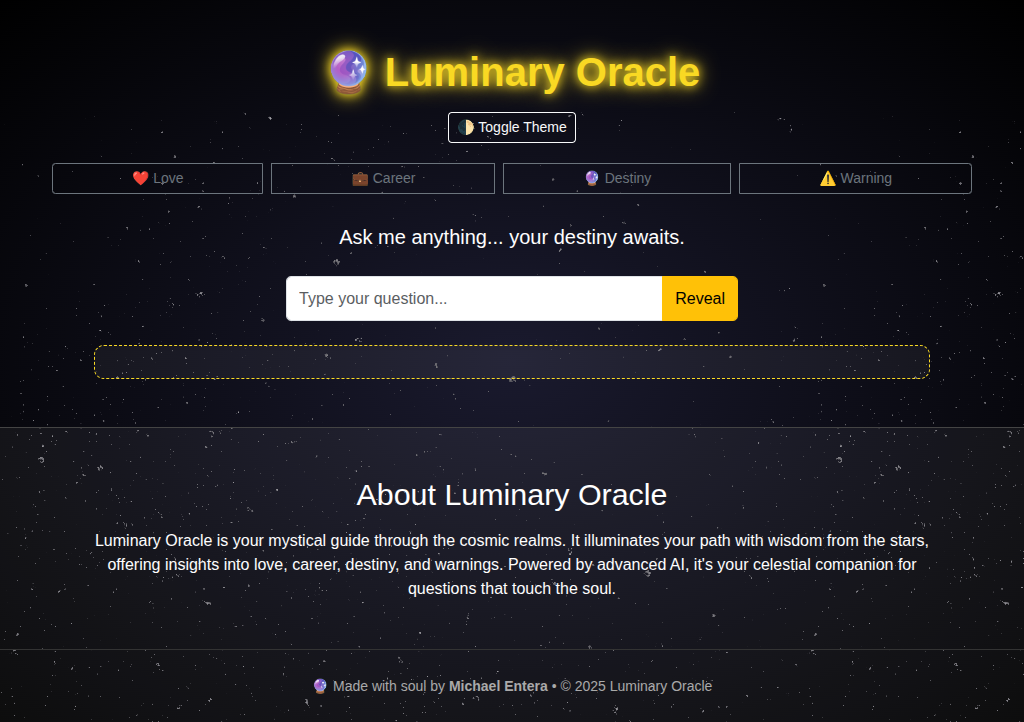 🔮 Luminary Oracle
🌓 Toggle Theme
❤️ Love
💼 Career
🔮 Destiny
⚠️ Warning
Ask me anything... your destiny awaits.
Type your question...
Reveal
About Luminary Oracle
Luminary Oracle is your mystical guide through the cosmic realms. It illuminates your path with wisdom from the stars,
offering insights into love, career, destiny, and warnings. Powered by advanced AI, it's your celestial companion for
questions that touch the soul.
🔮 Made with soul by Michael Entera • © 2025 Luminary Oracle